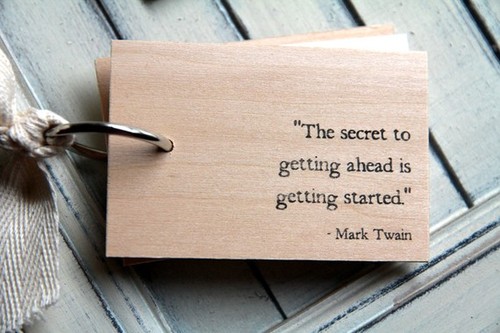 "The secret to
getting ahead is
getting started."
- Mark Twain